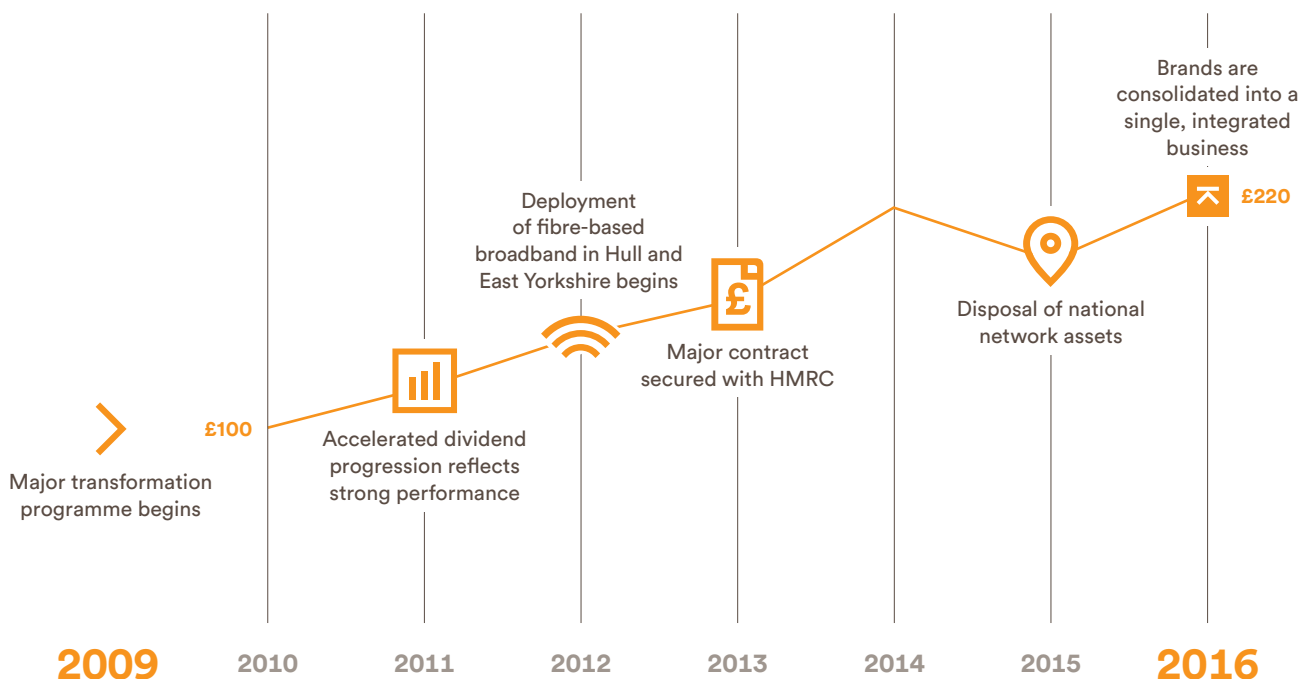 Brands are
consolidated into a
single, integrated
business
£220
Deployment
of fibre-based
broadband in Hull and
East Yorkshire begins
£
Disposal of national
network assets
Major contract
secured with HMRC
£100
Accelerated dividend
progression reflects
strong performance
Major transformation
programme begins
2009 2010 2011 2012 2013 2014 2015 2016